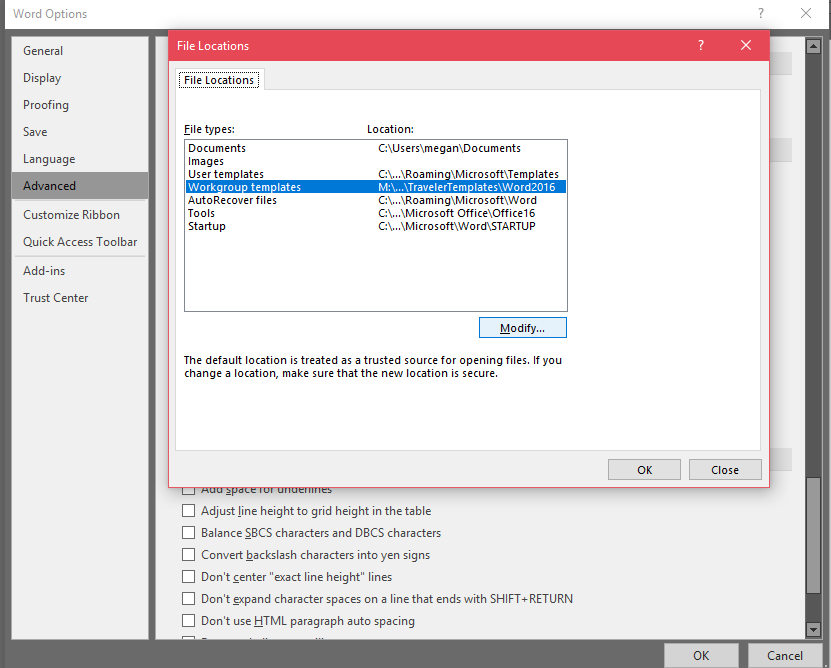 Word Options
?
General
Display
Proofing
Save
Language
Advanced
Customize Ribbon
Quick Access Toolbar
Add-ins
Trust Center
File Locations
?
File Locations
File types:
Location:
Documents C:\Users\megan\Documents
Images
User templates C:\...\Roaming\Microsoft\Templates
Workgroup templates M:\...\TravelerTemplates\Word2016
AutoRecover files C:\...\Roaming\Microsoft\Word
Tools C:\...\Microsoft Office\Office16
Startup C:\...\Microsoft\Word\STARTUP
Modify...
The default location is treated as a trusted source for opening files. If you
change a location, make sure that the new location is secure.
OK
Close
Add space for underlines
Adjust line height to grid height in the table
Balance SBCS characters and DBCS characters
Convert backslash characters into yen signs
Don't center "exact line height" lines
Don't expand character spaces on a line that ends with SHIFT+RETURN
Don't use HTML paragraph auto spacing
OK
Cancel